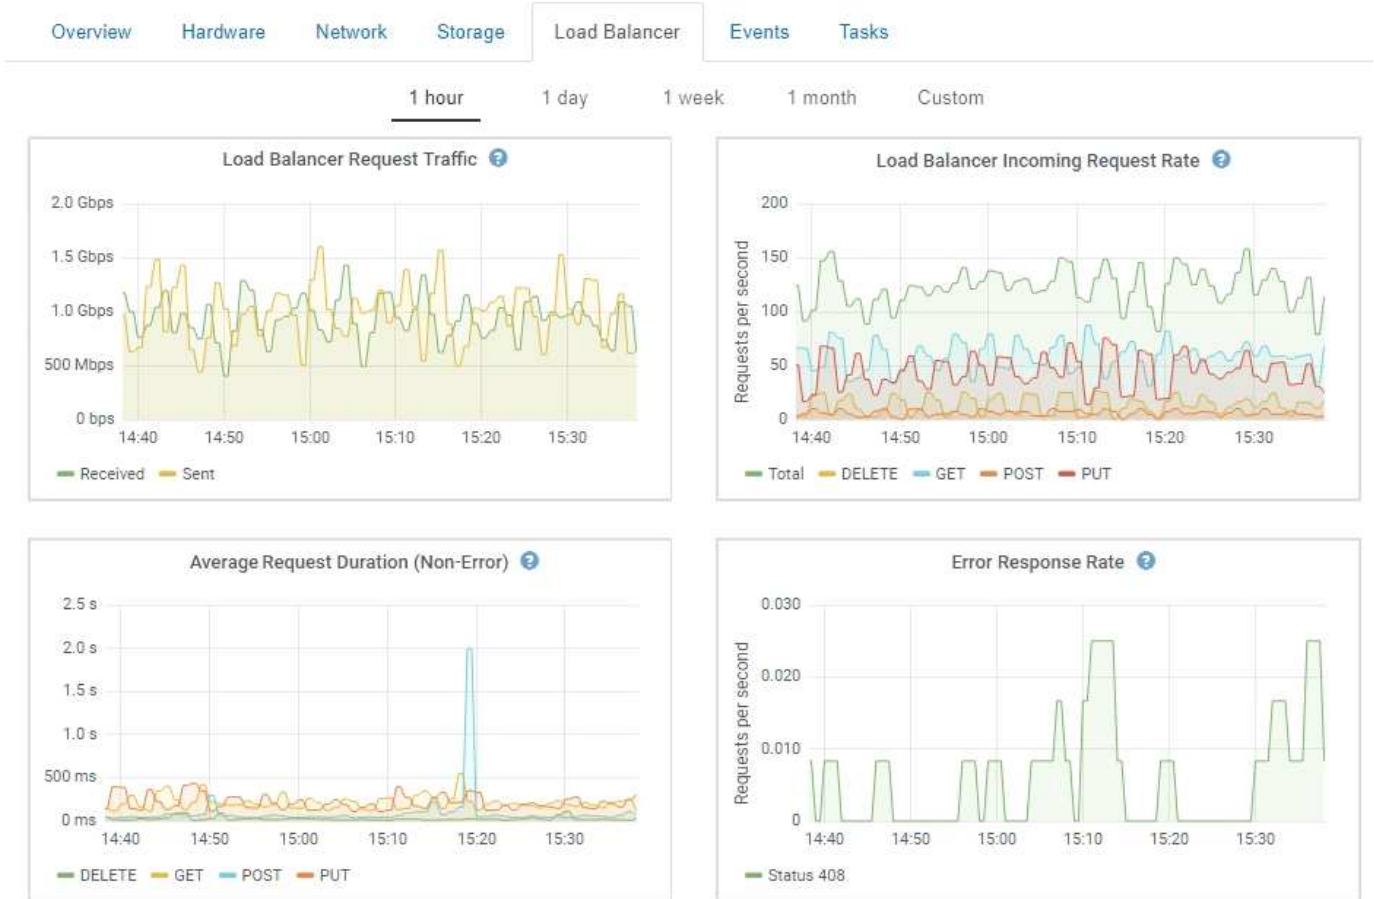 Overview Hardware Network Storage Load Balancer Events Tasks
1 hour 1 day 1 week 1 month Custom
Load Balancer Request Traffic ?
2.0 Gbps
1.5 Gbps
1.0 Gbps
500 Mbps
0 bps
14:40 14:50 15:00 15:10 15:20 15:30
Received Sent
Load Balancer Incoming Request Rate ?
Requests per second
200
150
100
50
0
14:40 14:50 15:00 15:10 15:20 15:30
Total DELETE GET POST PUT
Average Request Duration (Non-Error) ?
2.5 s
2.0 s
1.5 s
1.0 s
500 ms
0 ms
14:40 14:50 15:00 15:10 15:20 15:30
DELETE GET POST PUT
Error Response Rate ?
Requests per second
0.030
0.020
0.010
0
14:40 14:50 15:00 15:10 15:20 15:30
Status 408